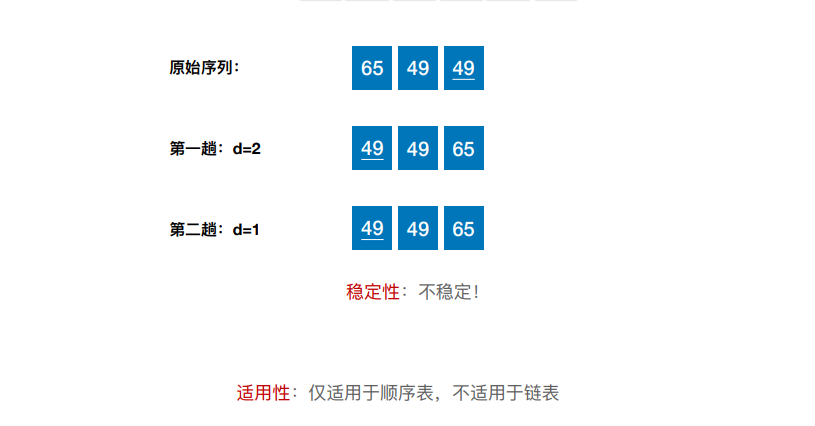 原始序列： 65 49 49
第一趟：d=2 49 49 65
第二趟：d=1 49 49 65
稳定性：不稳定！
适用性：仅适用于顺序表，不适用于链表